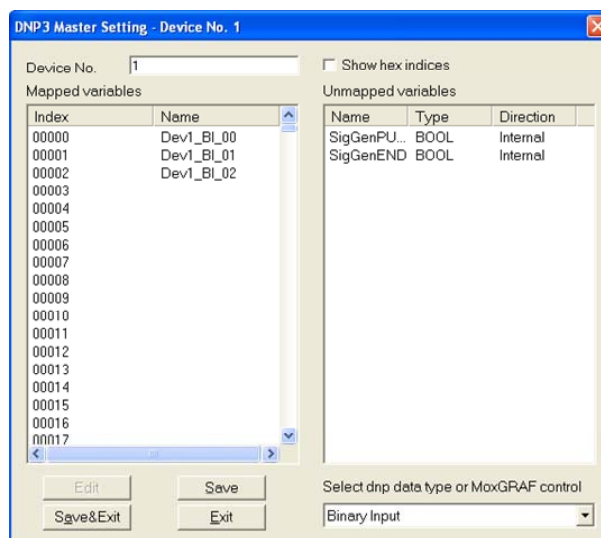 DNP3 Master Setting - Device No. 1
Device No. 1
Show hex indices
Mapped variables
Unmapped variables
Index Name
00000 Dev1_BI_00
00001 Dev1_BI_01
00002 Dev1_BI_02
00003
00004
00005
00006
00007
00008
00009
00010
00011
00012
00013
00014
00015
00016
00017
Name Type Direction
SigGenPU... BOOL Internal
SigGenEND BOOL Internal
Edit Save
Save&Exit Exit
Select dnp data type or MoxGRAF control
Binary Input